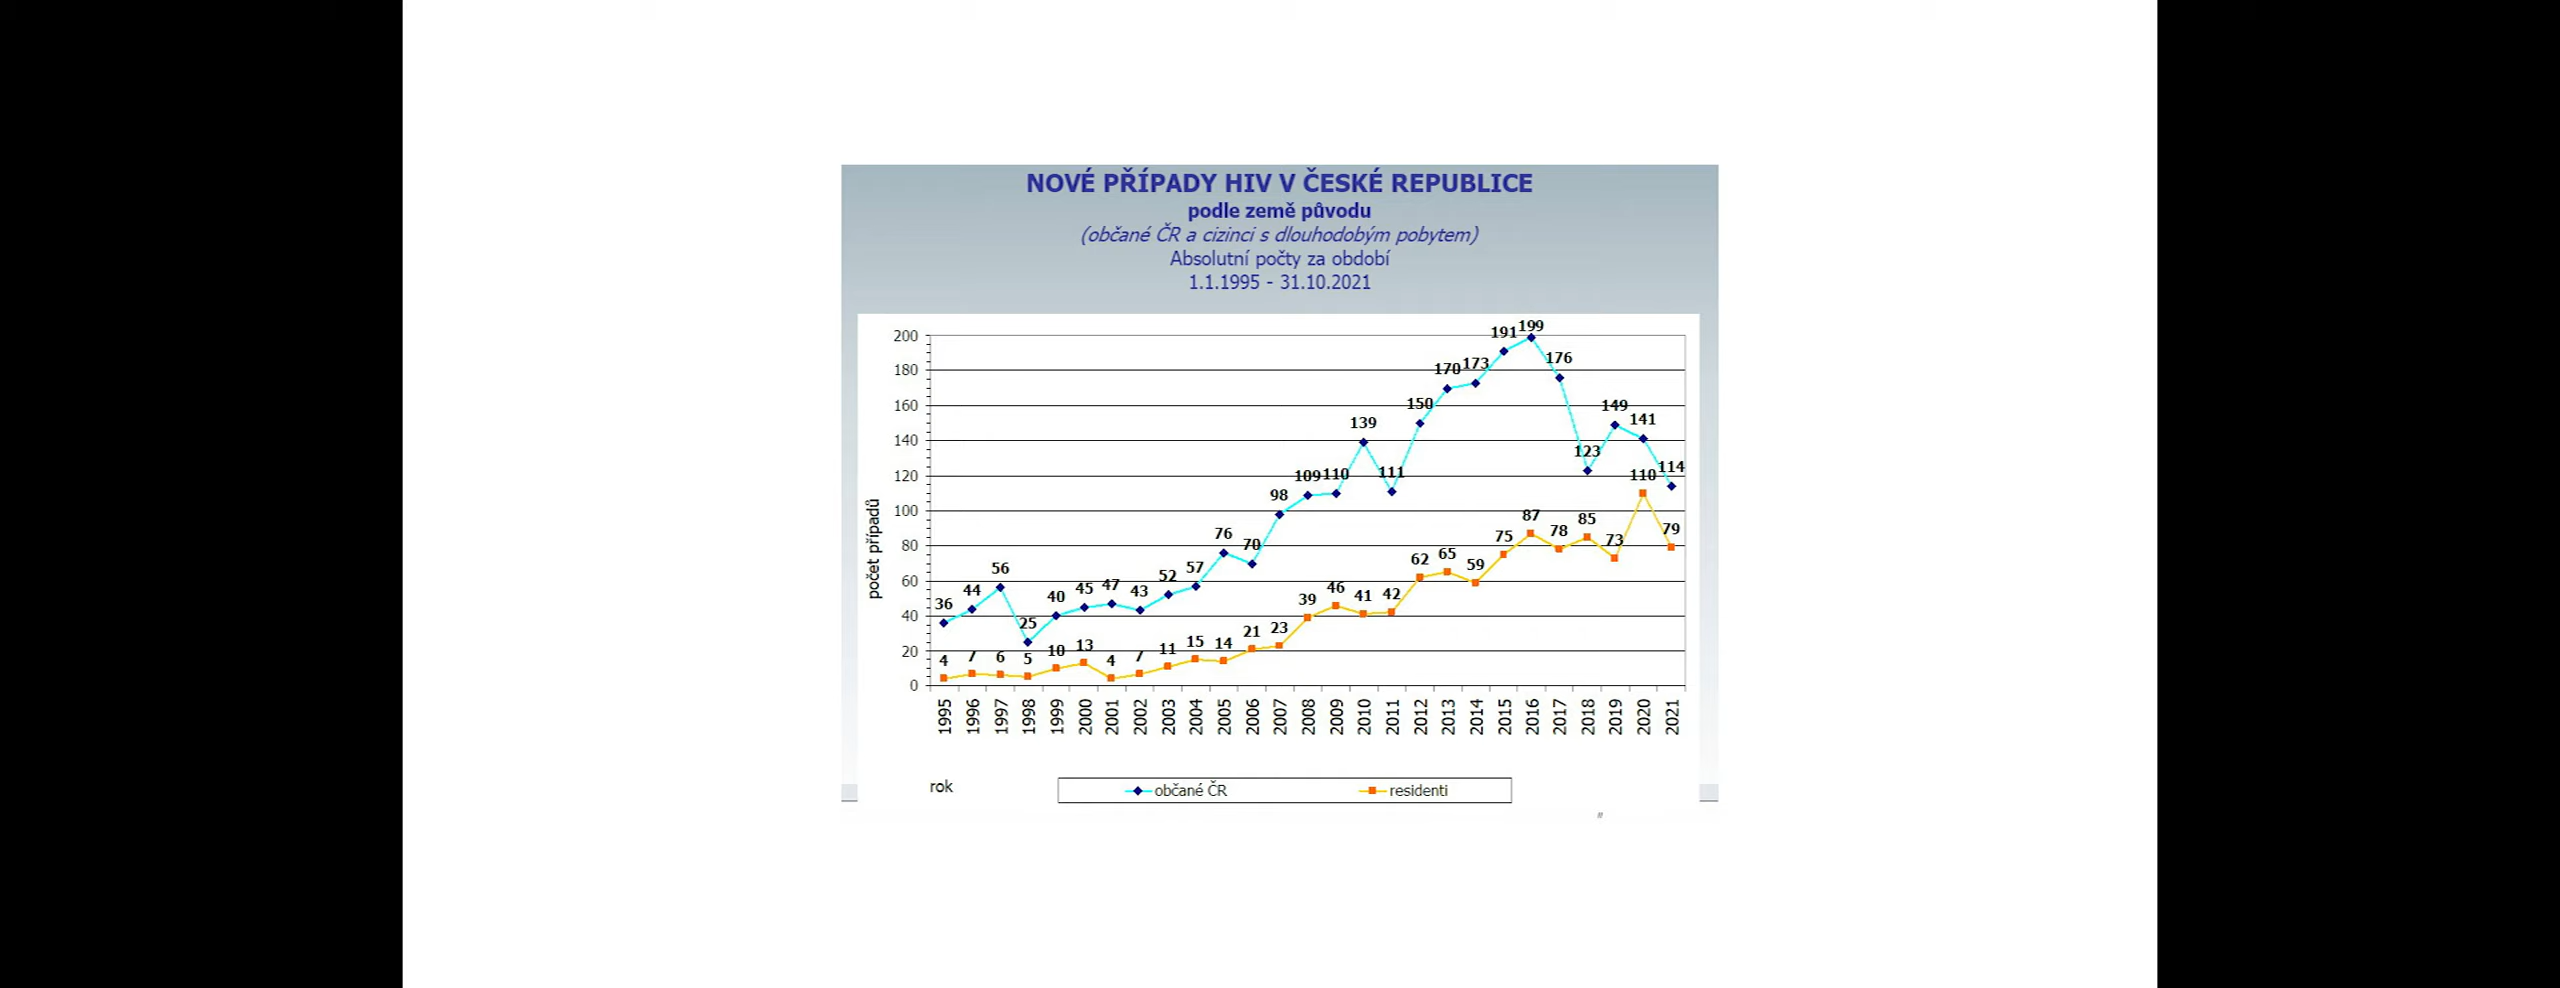 NOVÉ PŘÍPADY HIV V ČESKÉ REPUBLICE
podle země původu
(občané ČR a cizinci s dlouhodobým pobytem)
Absolutní počty za období
1.1.1995 - 31.10.2021
počet případů
200
180
160
140
120
100
80
60
40
20
0
36 44 56 25 40 45 47 43 52 57 76 70 98 109 110 139 111 150 170 173 191 199 176 123 149 141 114
4 7 6 5 10 13 4 7 11 15 14 21 23 39 46 41 42 62 65 59 75 87 78 85 73 110 79
1995 1996 1997 1998 1999 2000 2001 2002 2003 2004 2005 2006 2007 2008 2009 2010 2011 2012 2013 2014 2015 2016 2017 2018 2019 2020 2021
rok
občané ČR residenti
"